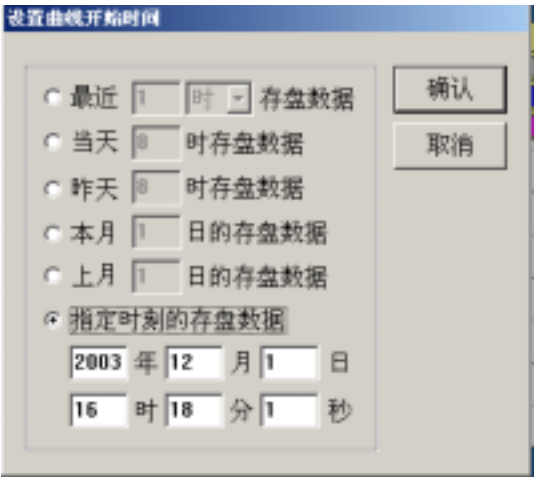 设置曲线开始时间
最近 1 时 存盘数据
确认
当天 8 时存盘数据
取消
昨天 8 时存盘数据
本月 1 日的存盘数据
上月 1 日的存盘数据
指定时刻的存盘数据
2003 年 12 月 1 日
16 时 18 分 1 秒